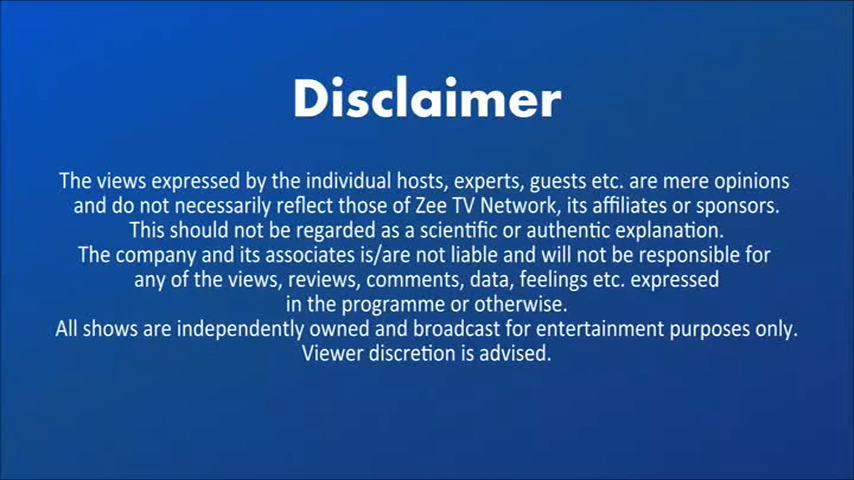 Disclaimer
The views expressed by the individual hosts, experts, guests etc. are mere opinions
and do not necessarily reflect those of Zee TV Network, its affiliates or sponsors.
This should not be regarded as a scientific or authentic explanation.
The company and its associates is/are not liable and will not be responsible for
any of the views, reviews, comments, data, feelings etc. expressed
in the programme or otherwise.
All shows are independently owned and broadcast for entertainment purposes only.
Viewer discretion is advised.